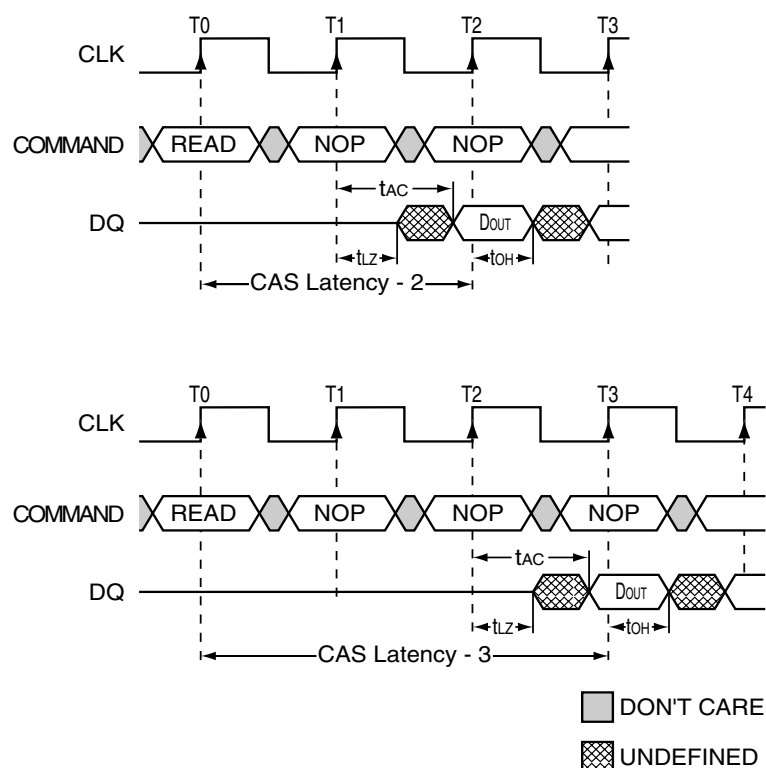 T0 T1 T2 T3
CLK
COMMAND READ NOP NOP
tAC
DQ DOUT
tLZ tOH
CAS Latency - 2
T0 T1 T2 T3 T4
CLK
COMMAND READ NOP NOP NOP
tAC
DQ DOUT
tLZ tOH
CAS Latency - 3
DON'T CARE
UNDEFINED